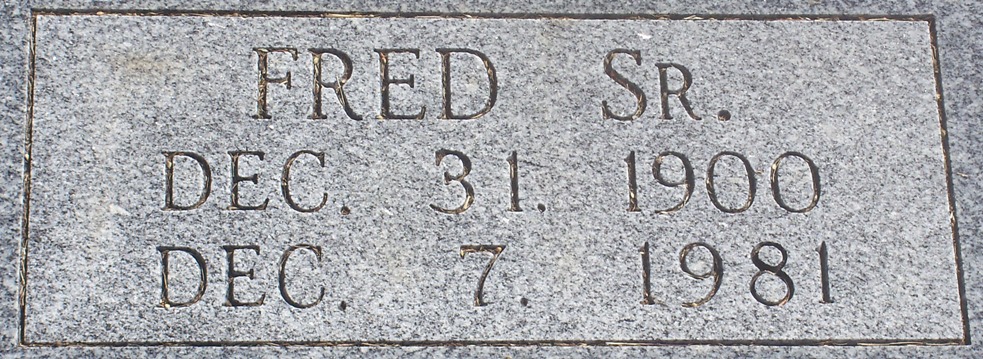 FRED SR.
DEC. 31. 1900
DEC. 7. 1981